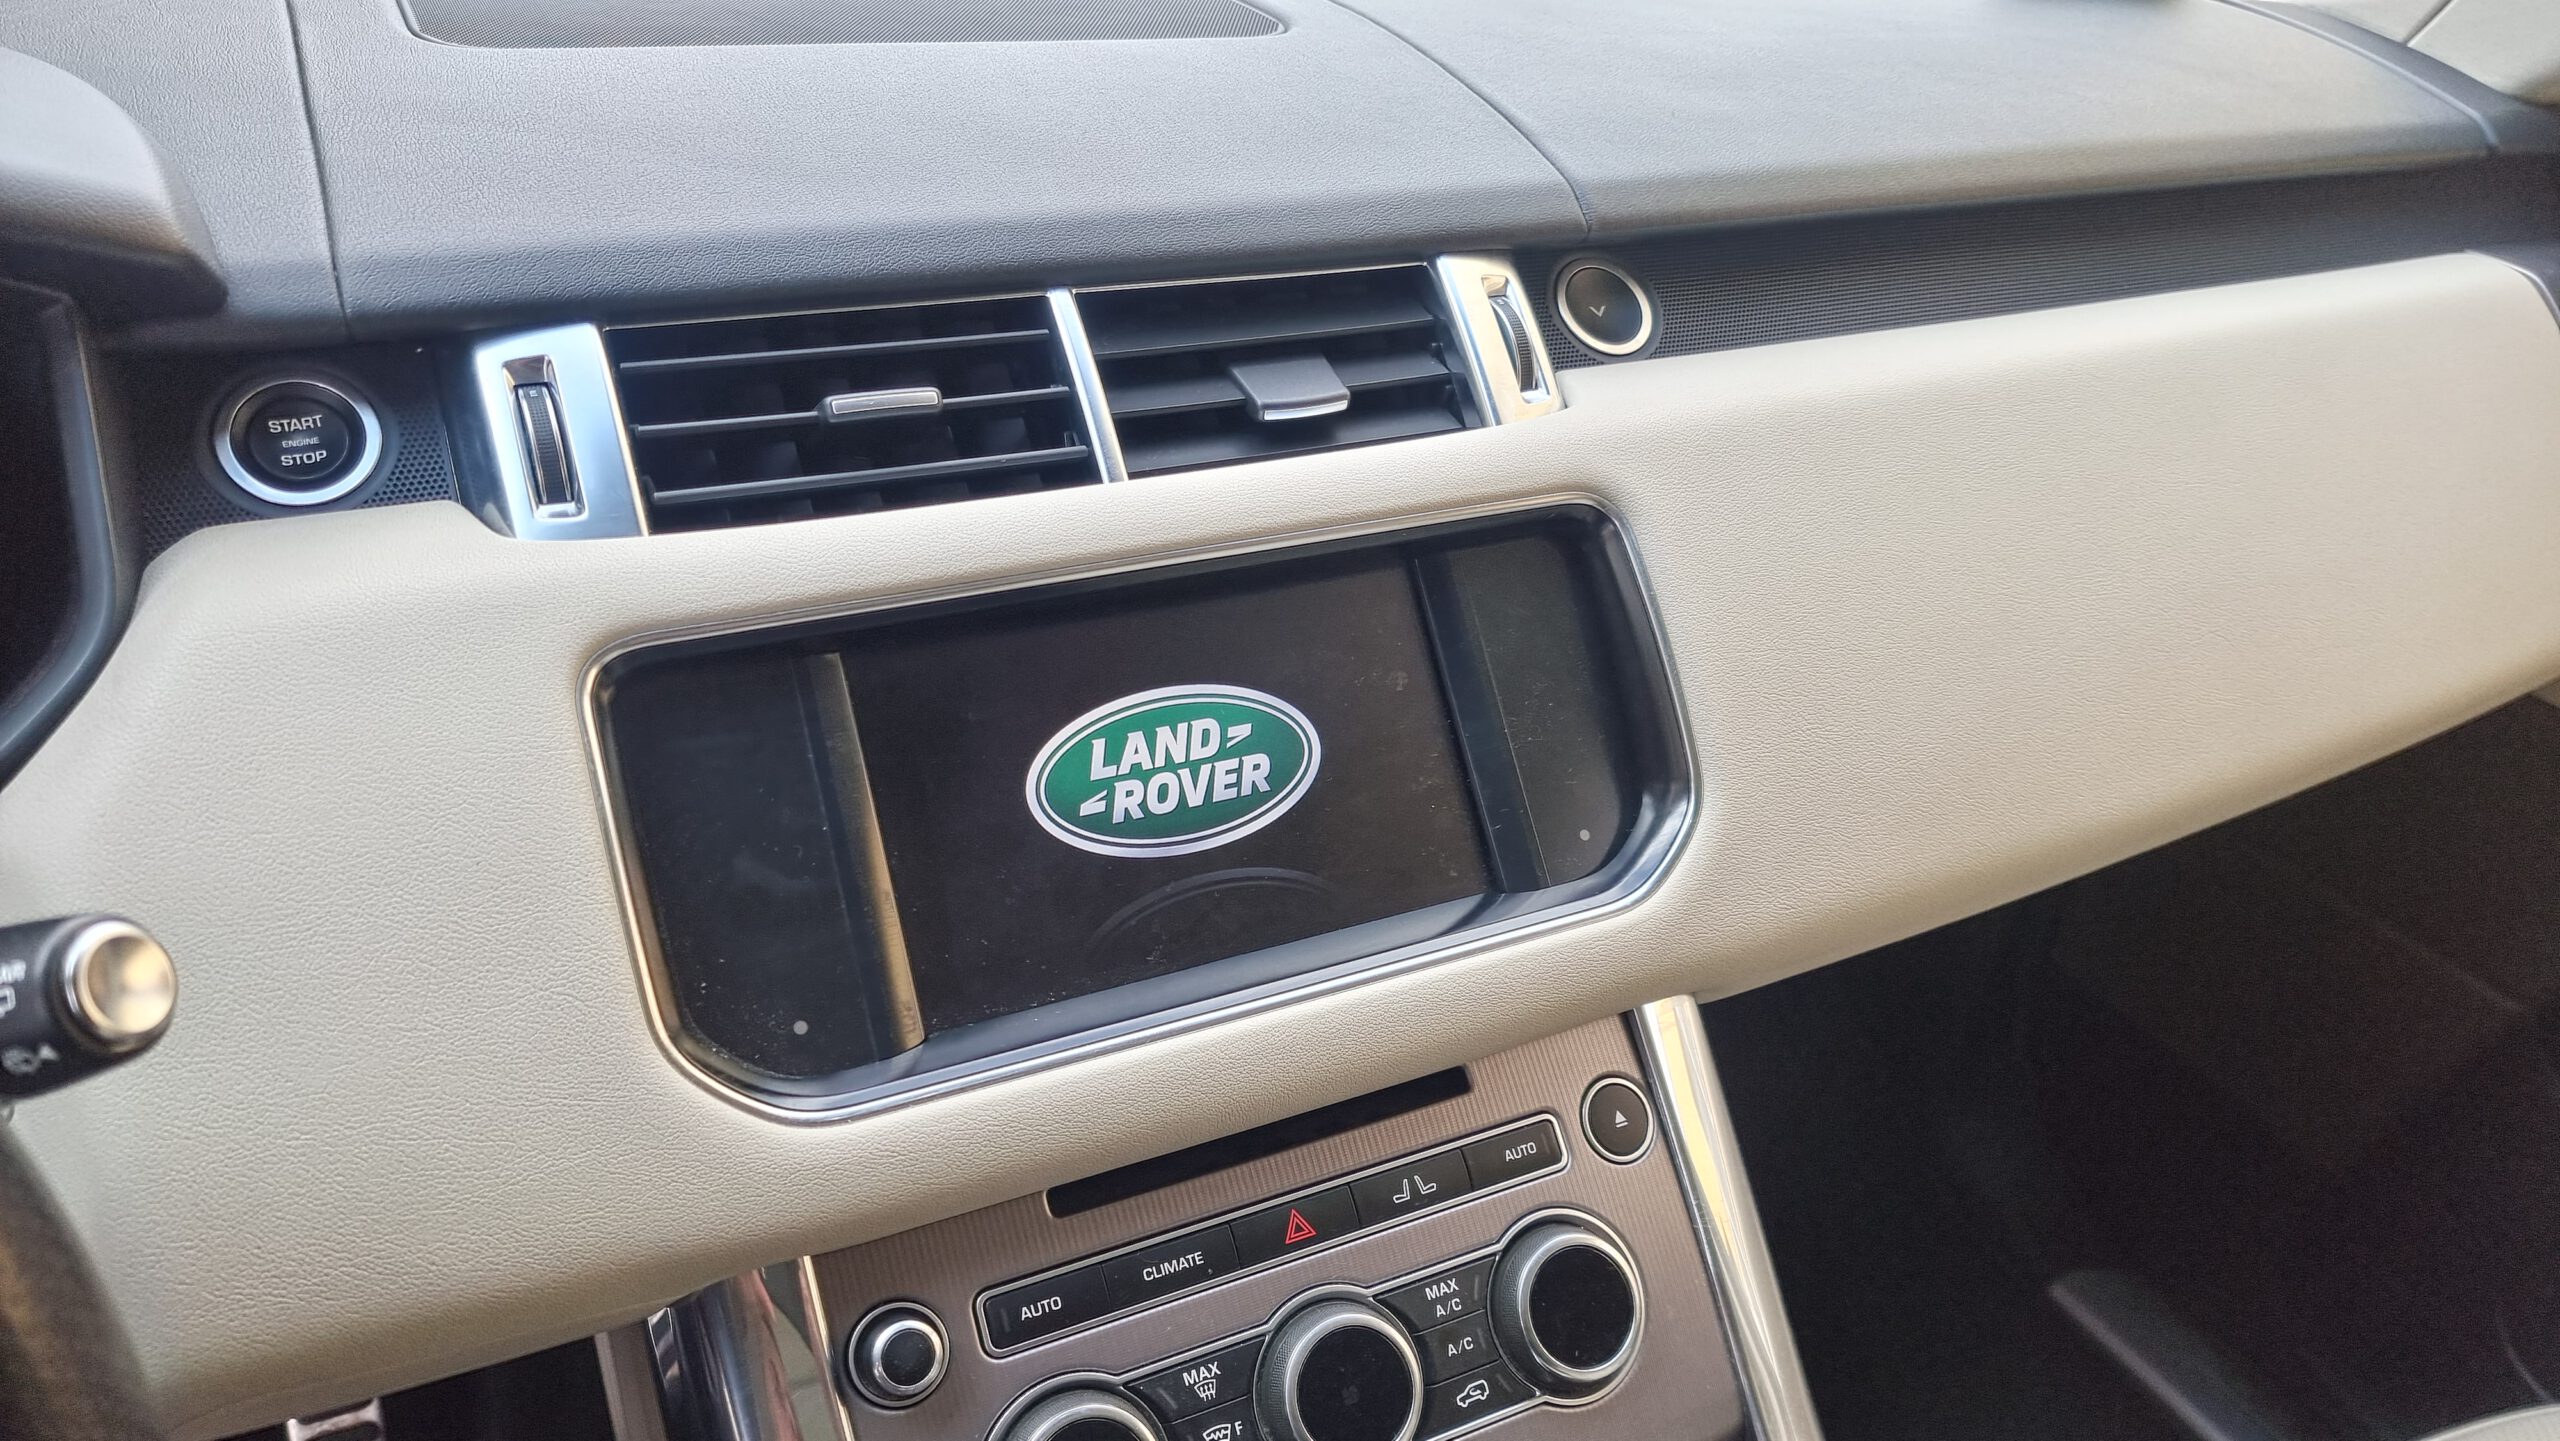 START
ENGINE
STOP
LAND
ROVER
AUTO
CLIMATE
AUTO
MAX
A/C
A/C
MAX
F